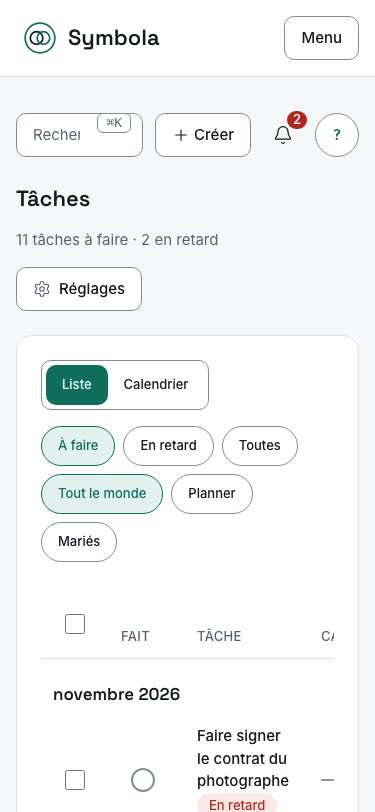 Symbola
Menu
Recher
⌘K
+ Créer
2
?
Tâches
11 tâches à faire · 2 en retard
Réglages
Liste
Calendrier
À faire
En retard
Toutes
Tout le monde
Planner
Mariés
FAIT
TÂCHE
CA
novembre 2026
Faire signer
le contrat du
photographe
—
En retard